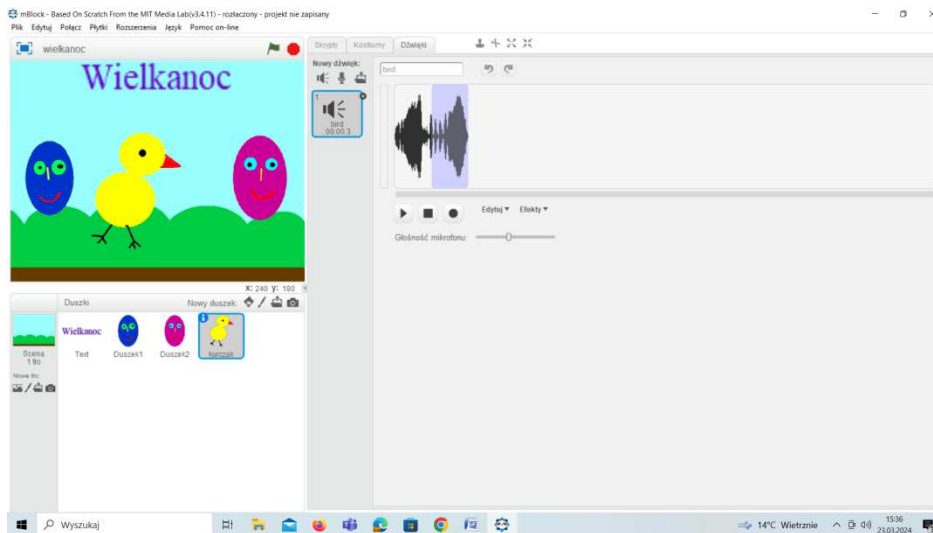 mBlock - Based On Scratch From the MIT Media Lab(v3.4.11) - rozłączony - projekt nie zapisany
Plik Edytuj Połącz Płytki Rozszerzenia Język Pomoc on-line
wielkanoc
Skrypty Kostiumy Dźwięki
Nowy dźwięk:
bird
1
bird
00:00.3
Wielkanoc
Edytuj Efekty
Głośność mikrofonu:
X: 240 y: 180
Duszki
Nowy duszek:
Wielkanoc
Scena
1 tło
Text
Duszek1
Duszek2
kurczak
Nowe tło:
Wyszukaj
14°C Wietrznie
15:36
23.03.2024